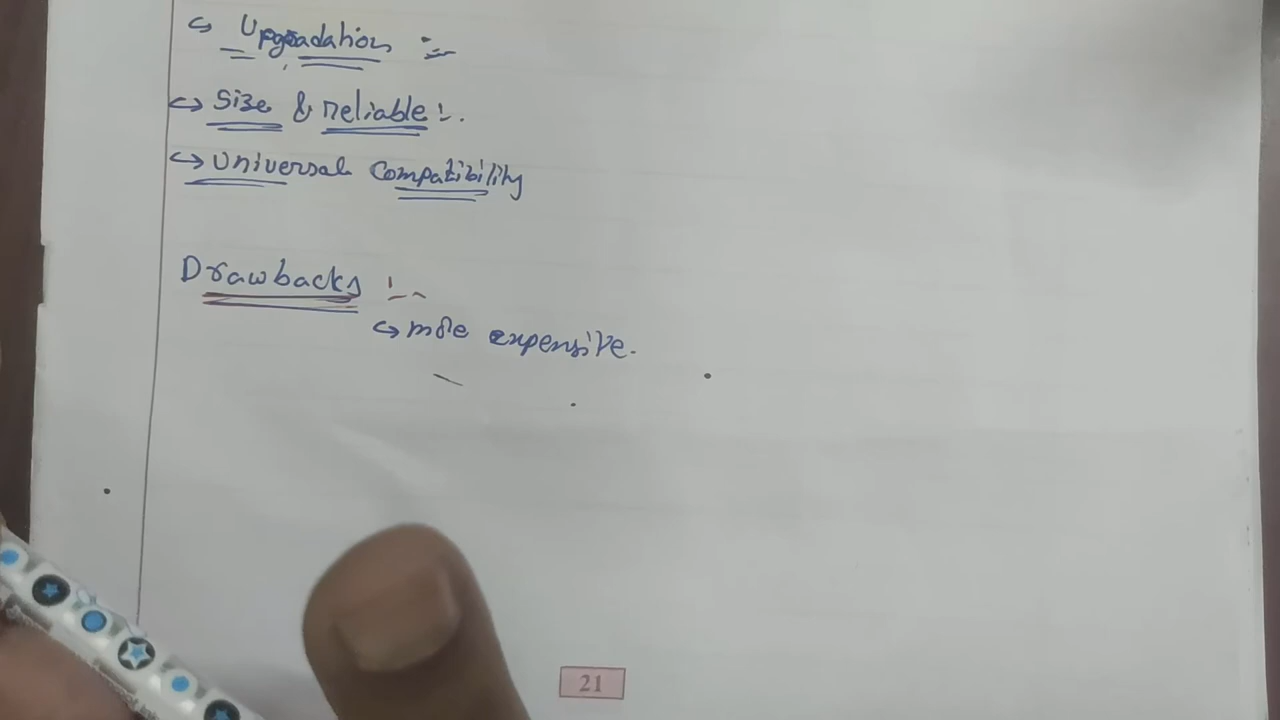 ↪ Upgradation :-
↪ Size & reliable :.
↪ Universal Compatibility
Drawbacks :-
↪ more expensive.
21